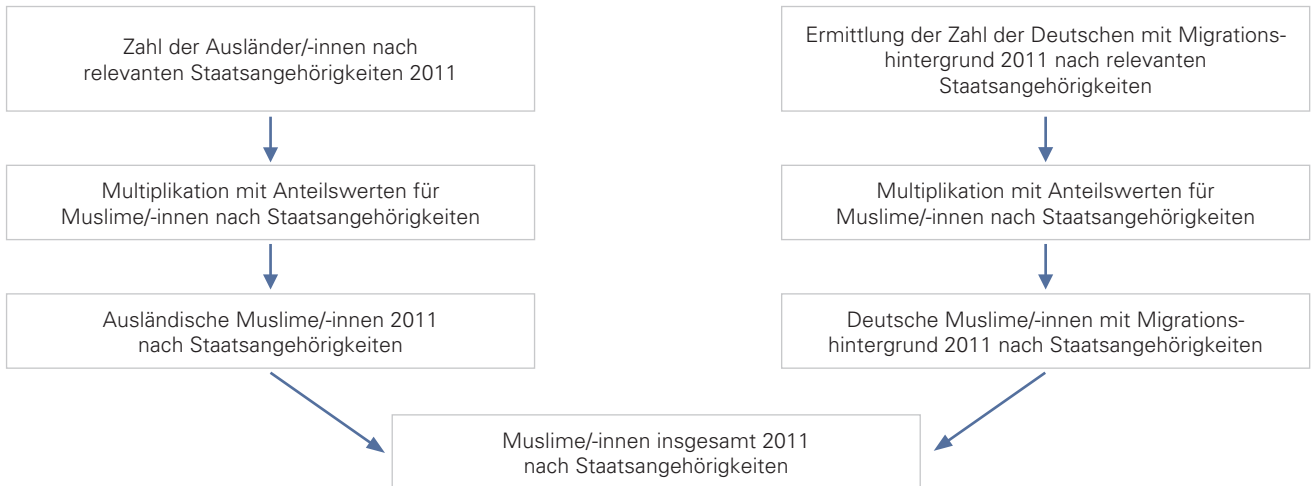 Zahl der Ausländer/-innen nach
relevanten Staatsangehörigkeiten 2011
Ermittlung der Zahl der Deutschen mit Migrations-
hintergrund 2011 nach relevanten
Staatsangehörigkeiten
Multiplikation mit Anteilswerten für
Muslime/-innen nach Staatsangehörigkeiten
Multiplikation mit Anteilswerten für
Muslime/-innen nach Staatsangehörigkeiten
Ausländische Muslime/-innen 2011
nach Staatsangehörigkeiten
Deutsche Muslime/-innen mit Migrations-
hintergrund 2011 nach Staatsangehörigkeiten
Muslime/-innen insgesamt 2011
nach Staatsangehörigkeiten